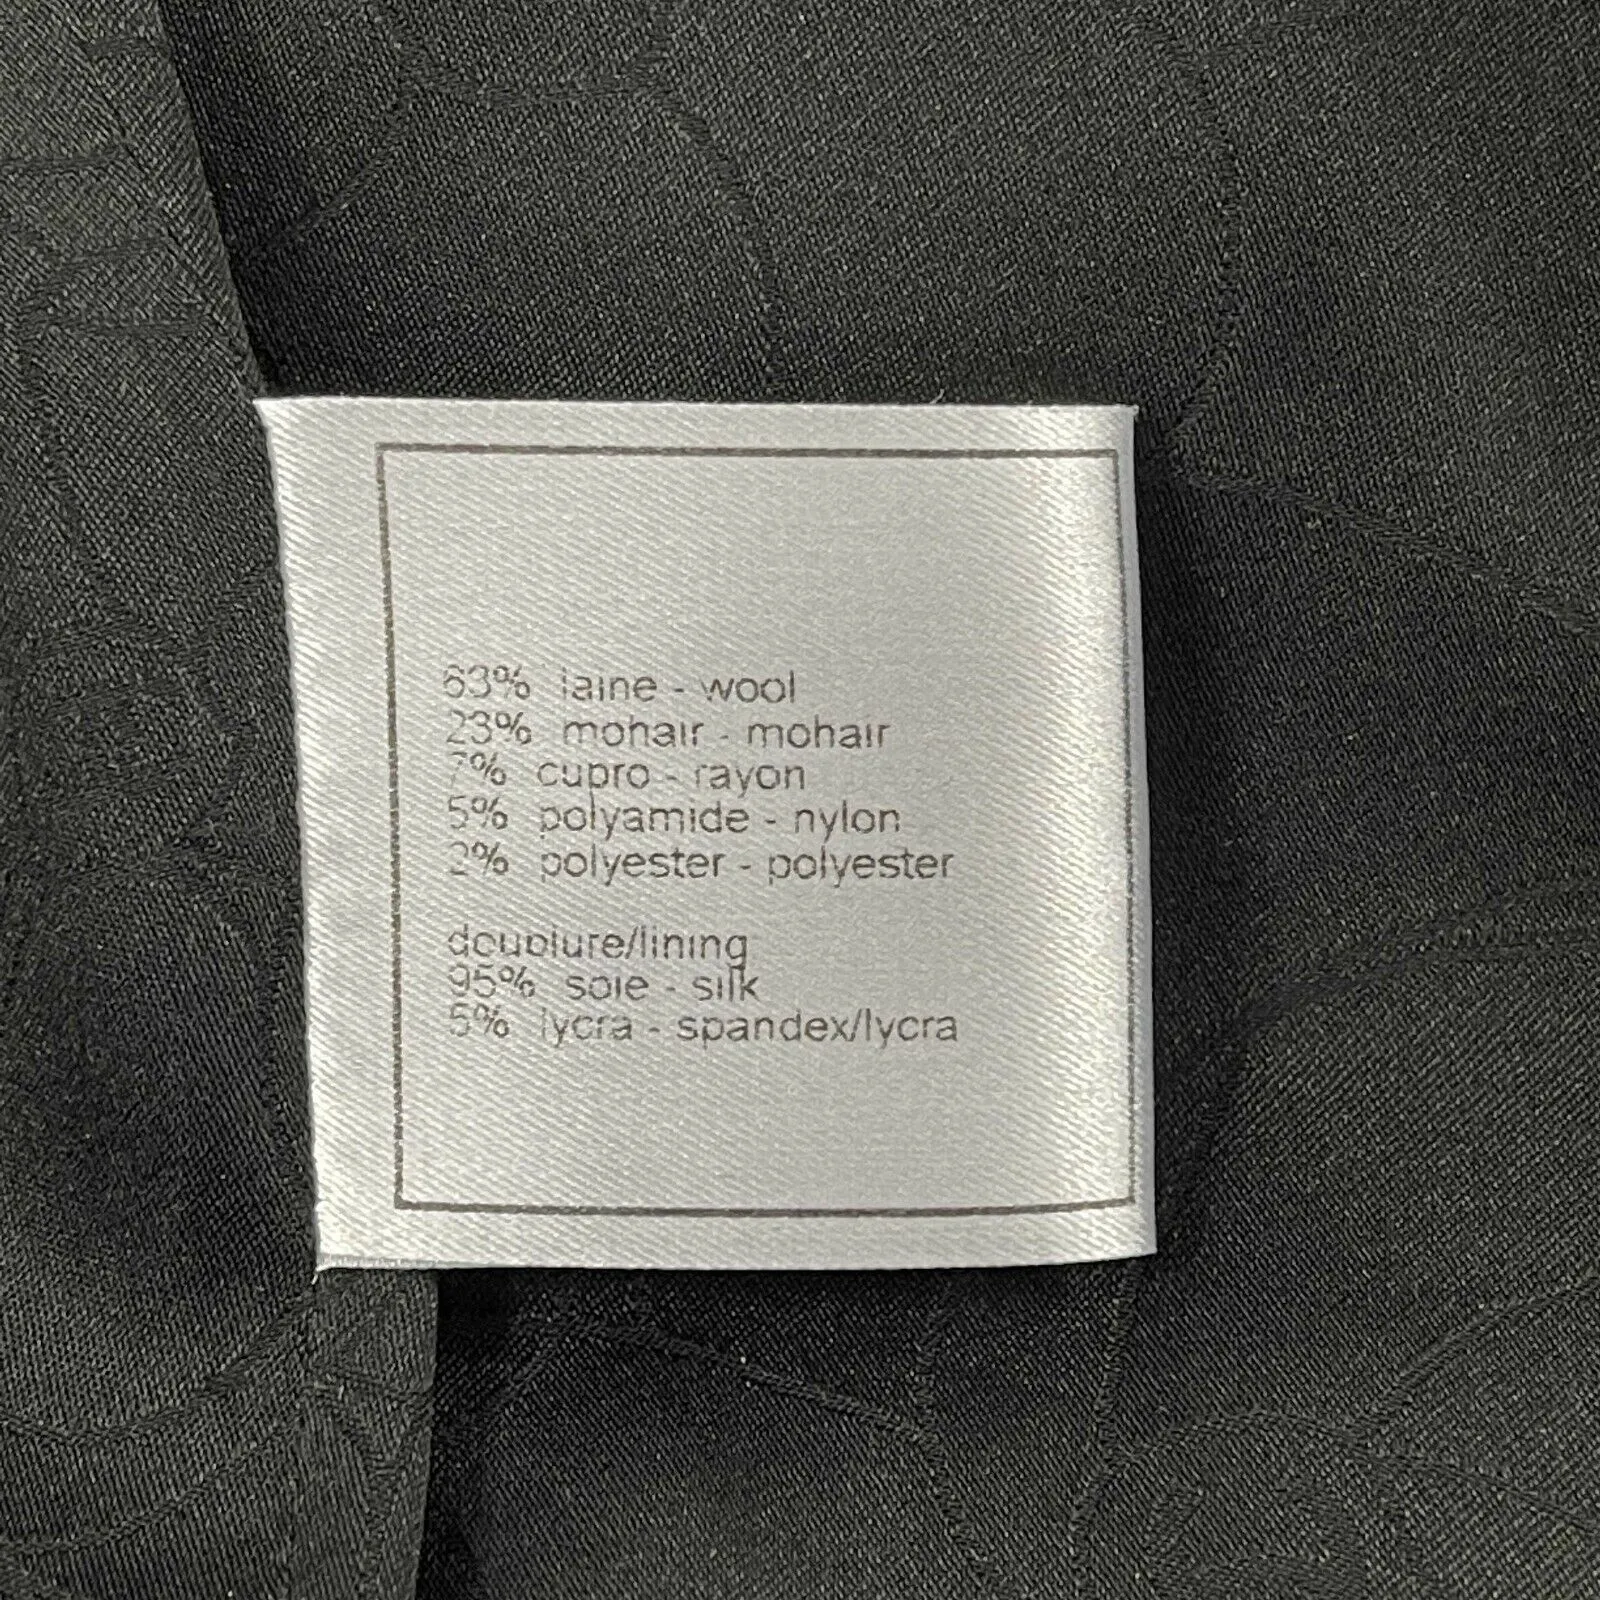 63% laine - wool
23% mohair - mohair
7% cupro - rayon
5% polyamide - nylon
2% polyester - polyester
doublure/lining
95% soie - silk
5% lycra - spandex/lycra